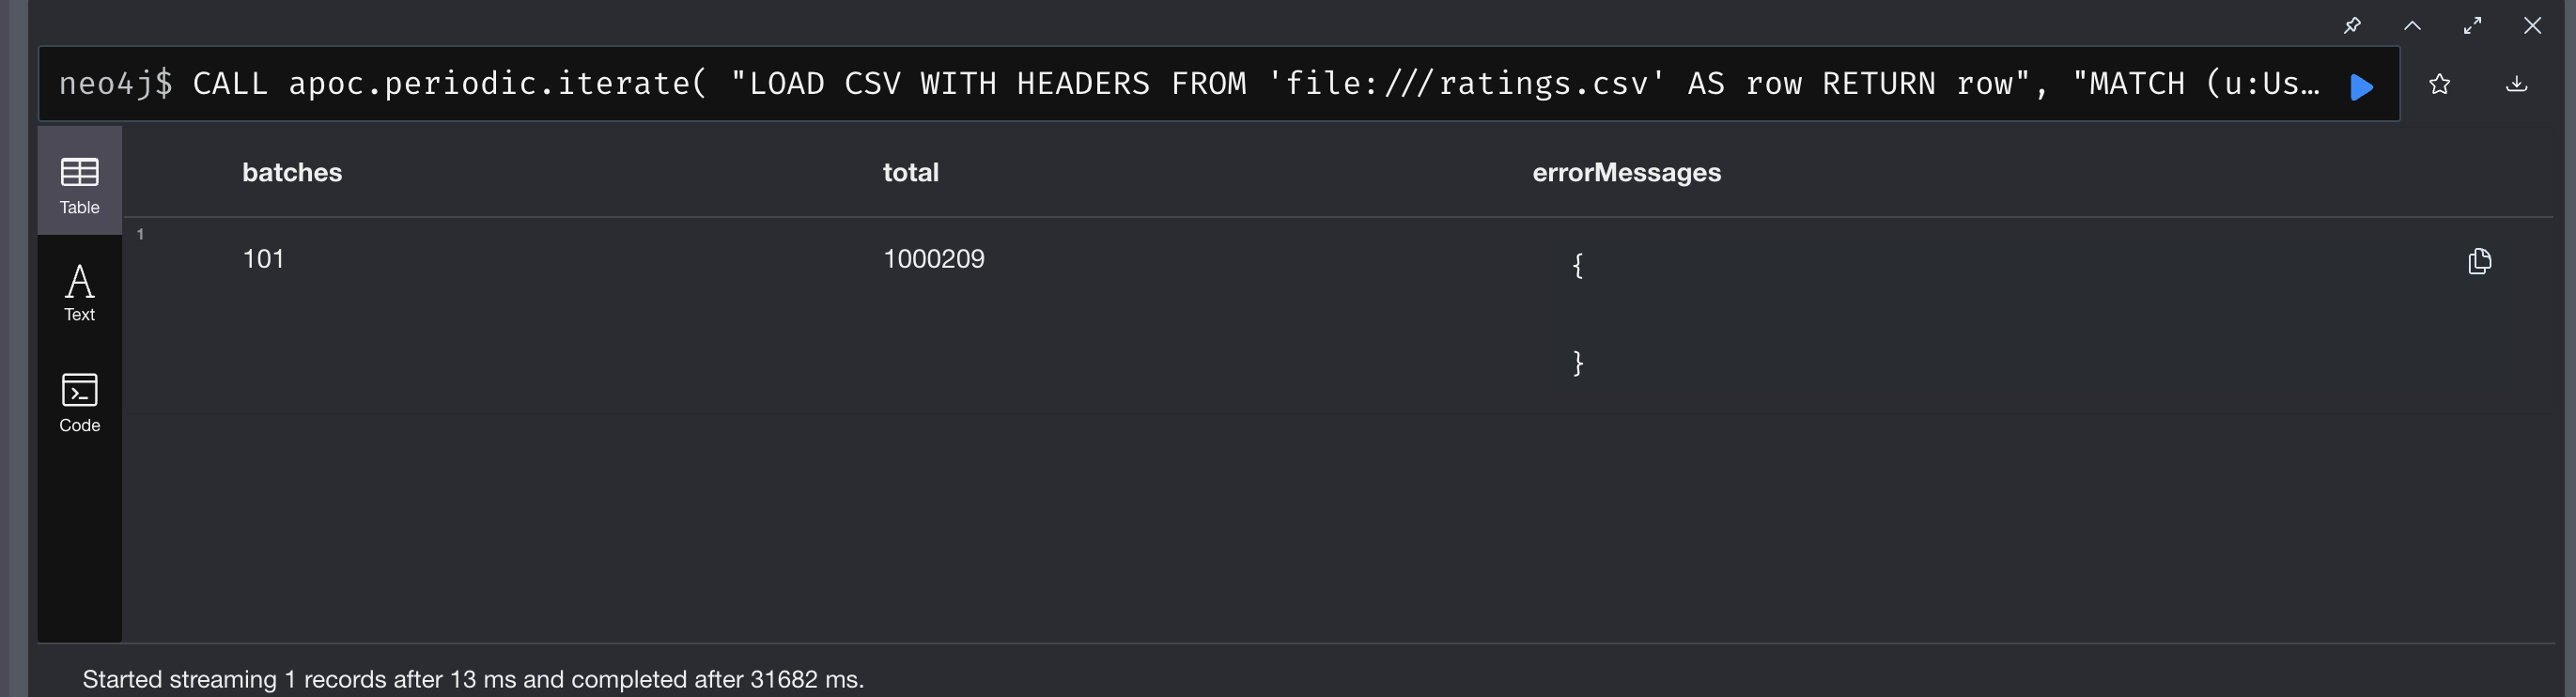 neo4j$ CALL apoc.periodic.iterate( "LOAD CSV WITH HEADERS FROM 'file:///ratings.csv' AS row RETURN row", "MATCH (u:Us…
Table
Text
Code
batches total errorMessages
1
101 1000209 {
}
A
Started streaming 1 records after 13 ms and completed after 31682 ms.